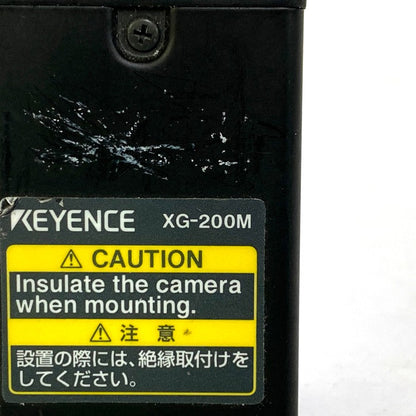 KEYENCE XG-200M
⚠ CAUTION
Insulate the camera
when mounting.
⚠ 注 意
設置の際には、絶縁取付けを
してください。